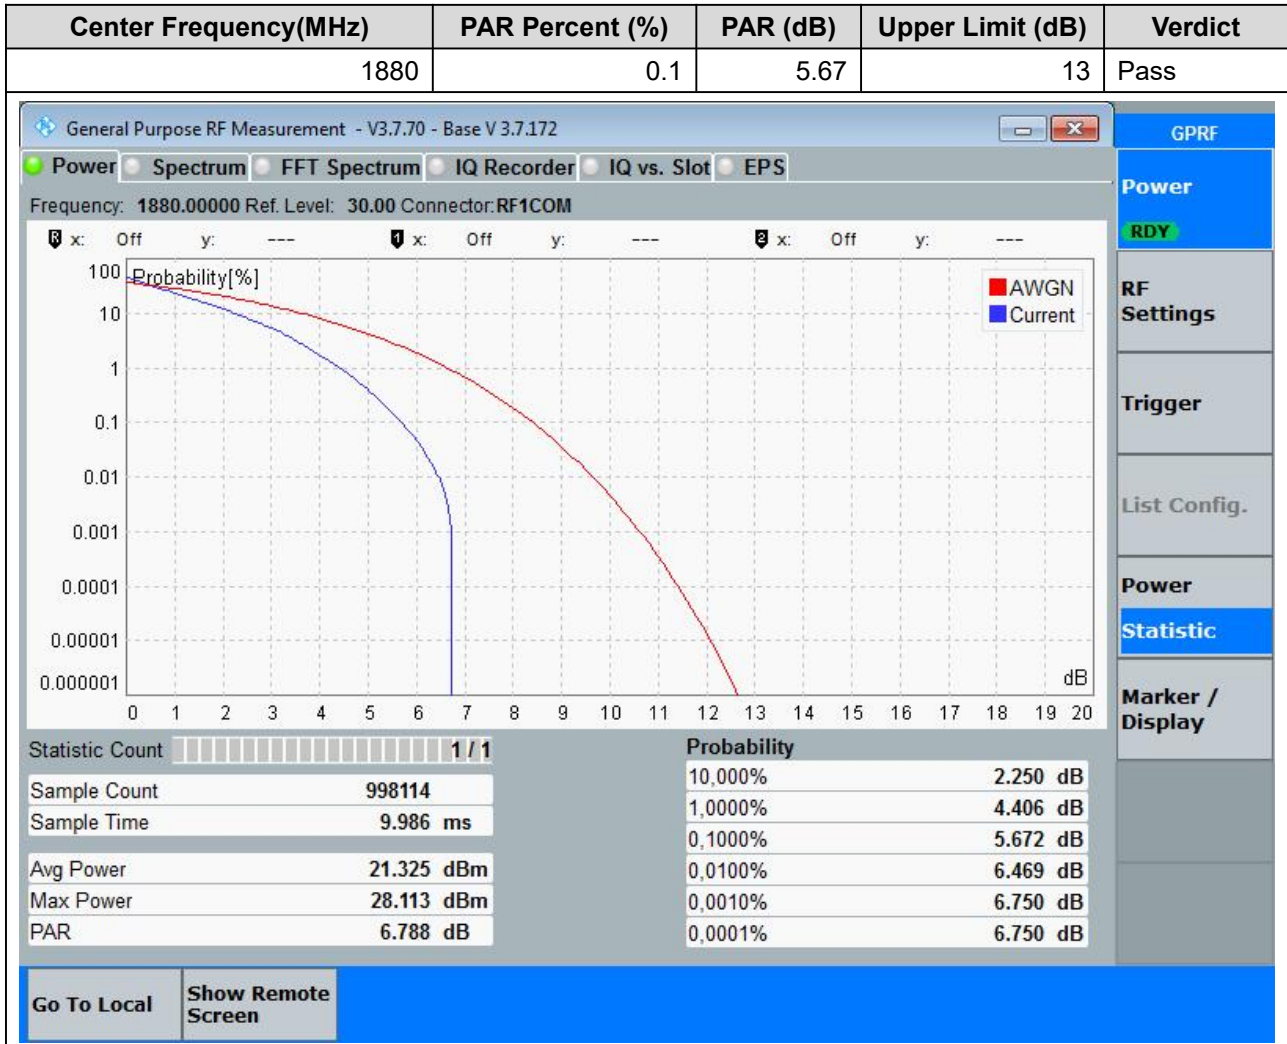 Center Frequency(MHz) PAR Percent (%) PAR (dB) Upper Limit (dB) Verdict
1880 0.1 5.67 13 Pass
General Purpose RF Measurement - V3.7.70 - Base V 3.7.172
GPRF
Power Spectrum FFT Spectrum IQ Recorder IQ vs. Slot EPS
Frequency: 1880.00000 Ref. Level: 30.00 Connector:RF1COM
R x: Off y: --- 1 x: Off y: --- 2 x: Off y: ---
Probability[%]
100
10
1
0.1
0.01
0.001
0.0001
0.00001
0.000001
AWGN
Current
dB
0 1 2 3 4 5 6 7 8 9 10 11 12 13 14 15 16 17 18 19 20
Statistic Count 1 / 1
Sample Count 998114
Sample Time 9.986 ms
Avg Power 21.325 dBm
Max Power 28.113 dBm
PAR 6.788 dB
Probability
10,000% 2.250 dB
1,0000% 4.406 dB
0,1000% 5.672 dB
0,0100% 6.469 dB
0,0010% 6.750 dB
0,0001% 6.750 dB
Power
RDY
RF
Settings
Trigger
List Config.
Power
Statistic
Marker /
Display
Go To Local
Show Remote
Screen